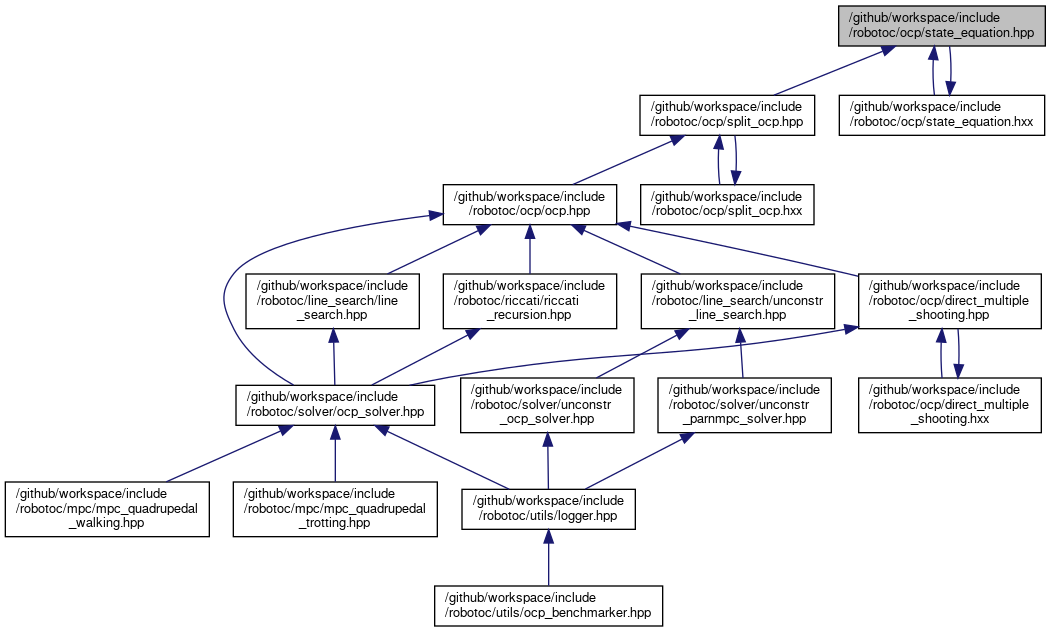 /github/workspace/include
/robotoc/ocp/state_equation.hpp
/github/workspace/include
/robotoc/ocp/split_ocp.hpp
/github/workspace/include
/robotoc/ocp/state_equation.hxx
/github/workspace/include
/robotoc/ocp/ocp.hpp
/github/workspace/include
/robotoc/ocp/split_ocp.hxx
/github/workspace/include
/robotoc/line_search/line
_search.hpp
/github/workspace/include
/robotoc/riccati/riccati
_recursion.hpp
/github/workspace/include
/robotoc/line_search/unconstr
_line_search.hpp
/github/workspace/include
/robotoc/ocp/direct_multiple
_shooting.hpp
/github/workspace/include
/robotoc/solver/ocp_solver.hpp
/github/workspace/include
/robotoc/solver/unconstr
_ocp_solver.hpp
/github/workspace/include
/robotoc/solver/unconstr
_parnmpc_solver.hpp
/github/workspace/include
/robotoc/ocp/direct_multiple
_shooting.hxx
/github/workspace/include
/robotoc/mpc/mpc_quadrupedal
_walking.hpp
/github/workspace/include
/robotoc/mpc/mpc_quadrupedal
_trotting.hpp
/github/workspace/include
/robotoc/utils/logger.hpp
/github/workspace/include
/robotoc/utils/ocp_benchmarker.hpp